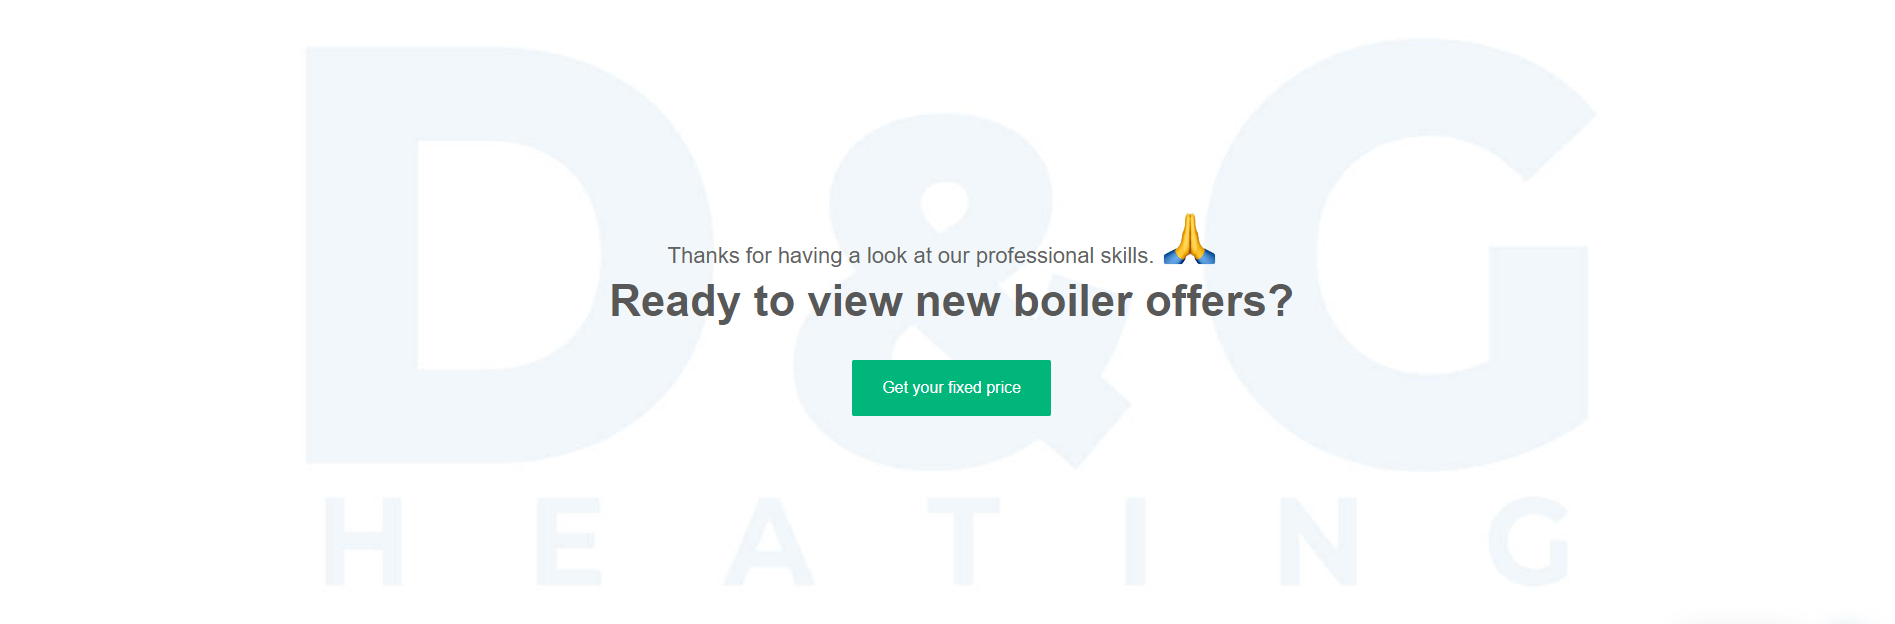 D&G
Thanks for having a look at our professional skills. 🙏
Ready to view new boiler offers?
Get your fixed price
HEATING